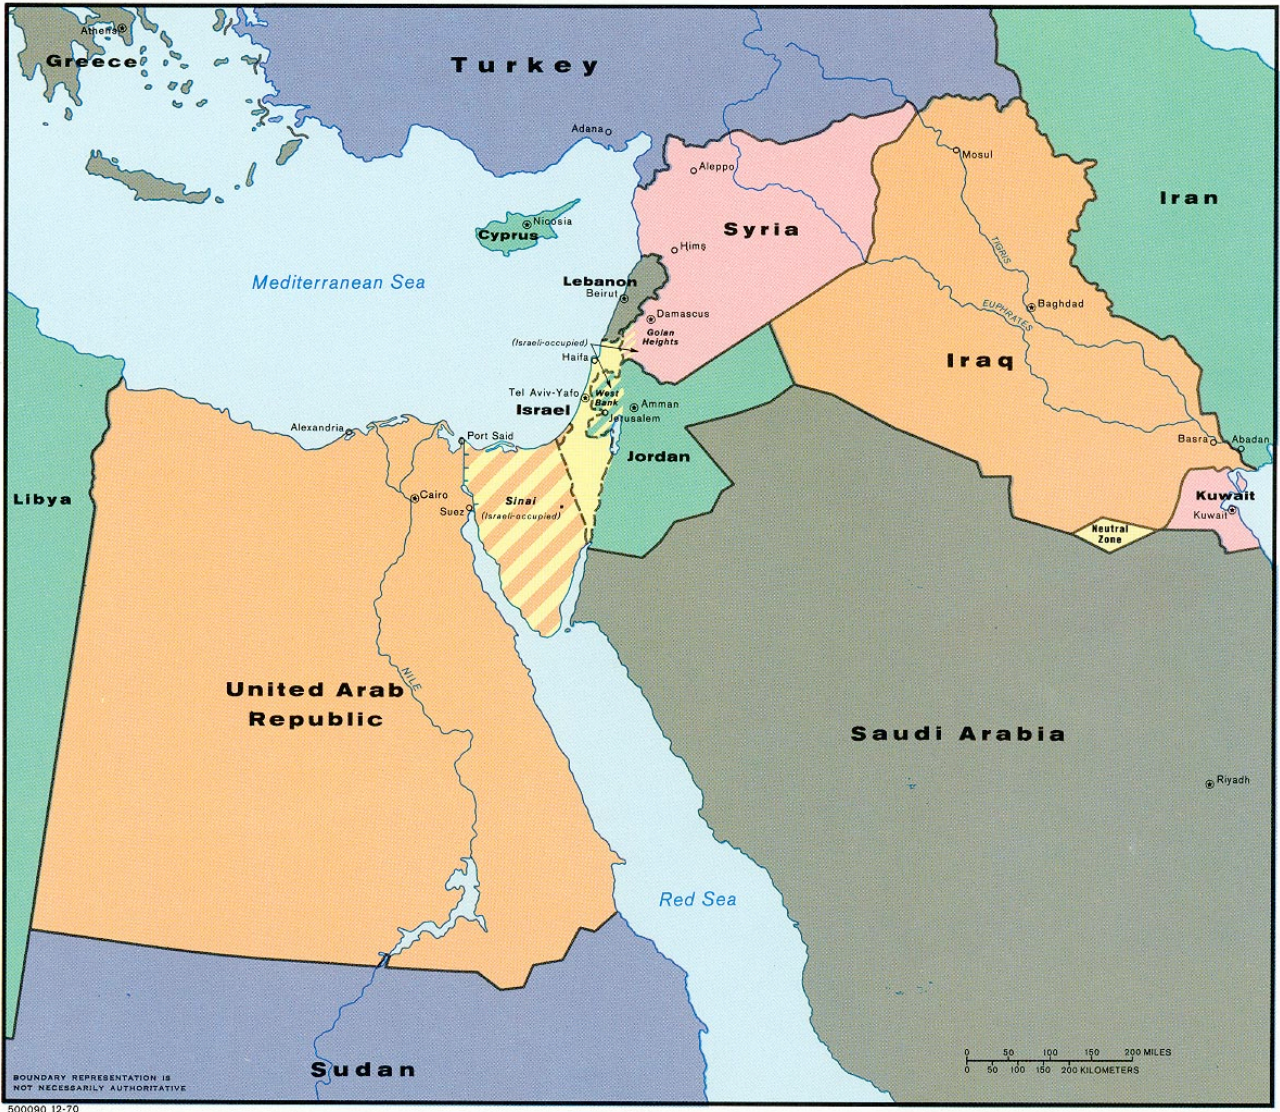 Athens
Greece
Turkey
Adana
Mosul
Aleppo
Iran
Nicosia
Cyprus
Syria
Ḥimṣ
TIGRIS
Mediterranean Sea
Lebanon
Beirut
Baghdad
EUPHRATES
Damascus
Golan
Heights
(Israeli-occupied)
Haifa
Iraq
Tel Aviv-Yafo
West
Bank
Israel
Amman
Jerusalem
Alexandria
Port Said
Basra
Abadan
Jordan
Libya
Cairo
Sinai
(Israeli-occupied)
Suez
Kuwait
Kuwait
Neutral
Zone
NILE
United Arab
Republic
Saudi Arabia
Riyadh
Red Sea
Sudan
0 50 100 150 200 MILES
0 50 100 150 200 KILOMETERS
BOUNDARY REPRESENTATION IS
NOT NECESSARILY AUTHORITATIVE
500090 12-70